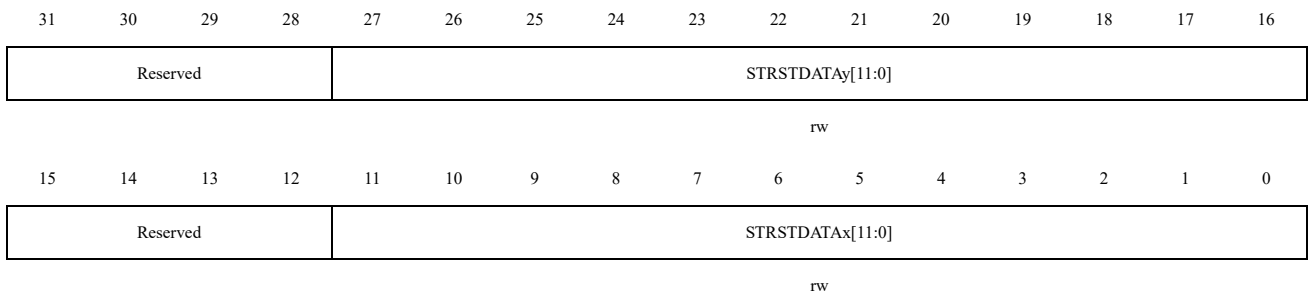 31 30 29 28 27 26 25 24 23 22 21 20 19 18 17 16
Reserved STRSTDATAy[11:0]
rw
15 14 13 12 11 10 9 8 7 6 5 4 3 2 1 0
Reserved STRSTDATAx[11:0]
rw